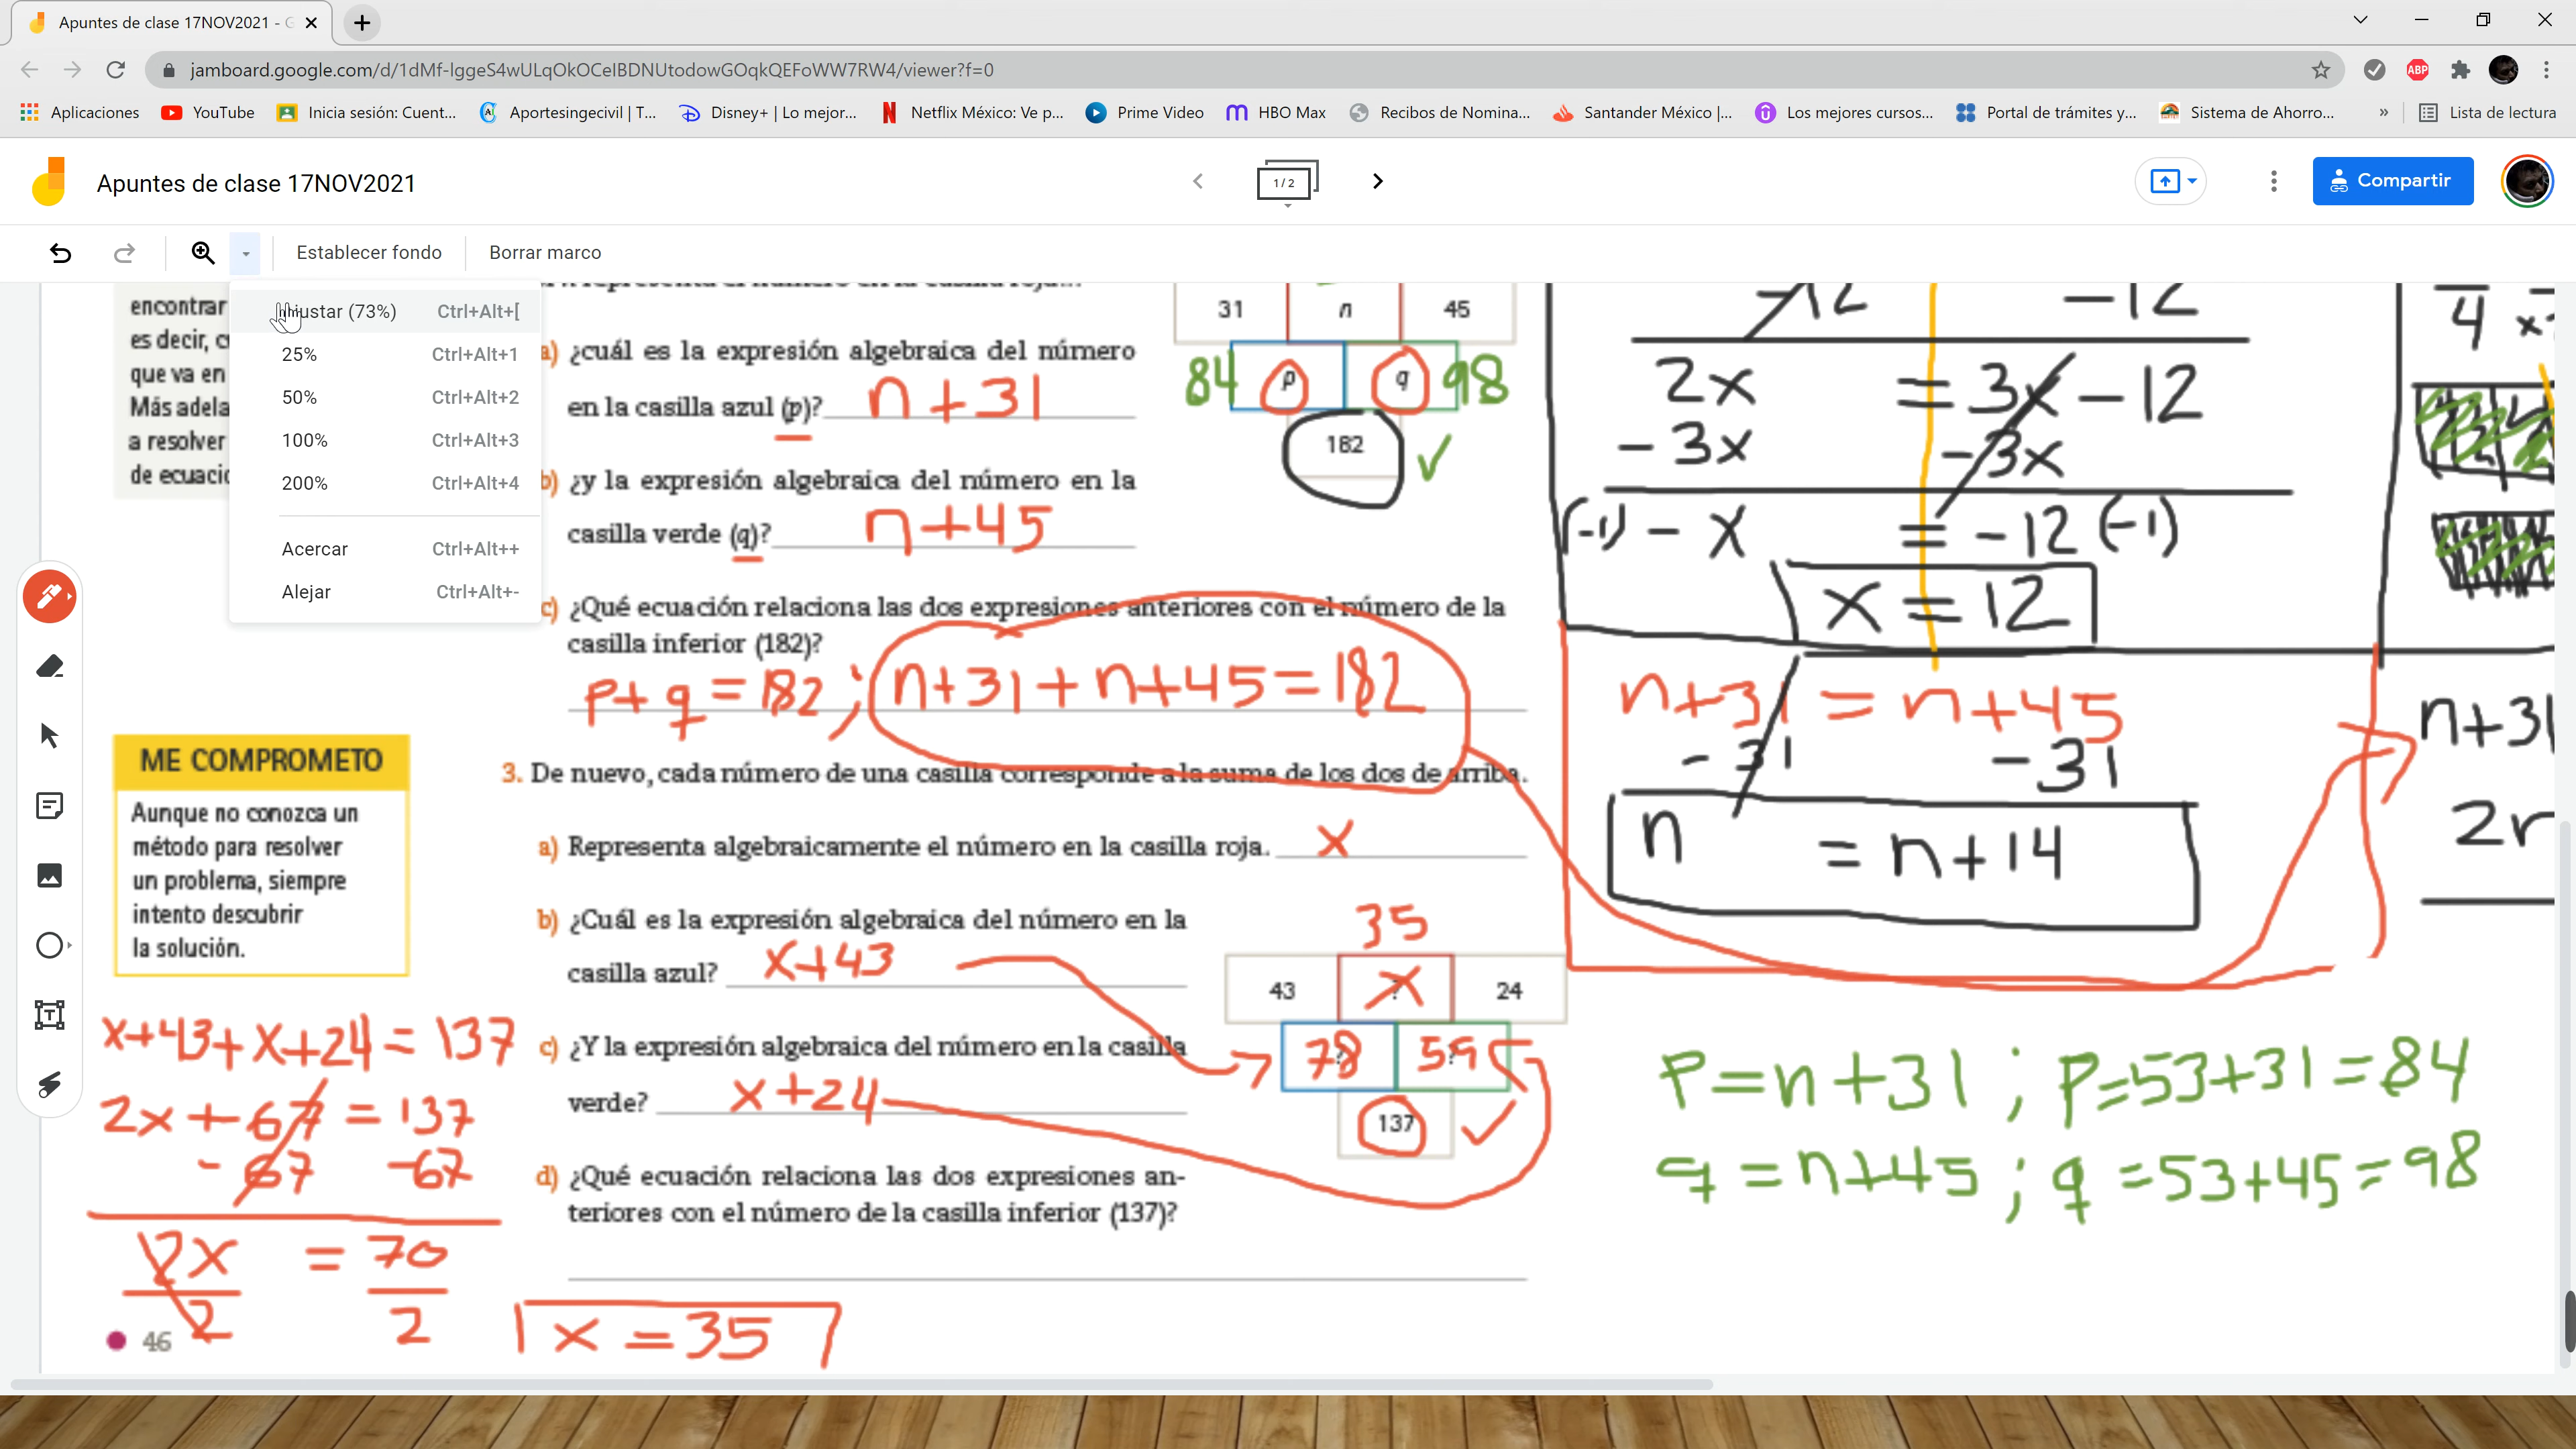 Apuntes de clase 17NOV2021 - G
jamboard.google.com/d/1dMf-lggeS4wULqOkOCeIBDNUtodowGOqkQEFoWW7RW4/viewer?f=0
ABP
Aplicaciones YouTube Inicia sesión: Cuent... Aportesingecivil | T... Disney+ | Lo mejor... Netflix México: Ve p... Prime Video HBO Max Recibos de Nomina... Santander México |... Los mejores cursos... Portal de trámites y... Sistema de Ahorro... » Lista de lectura
Apuntes de clase 17NOV2021
1 / 2
Compartir
Establecer fondo Borrar marco
(73%) Ctrl+Alt+[
25% Ctrl+Alt+1
50% Ctrl+Alt+2
100% Ctrl+Alt+3
200% Ctrl+Alt+4
Acercar Ctrl+Alt++
Alejar Ctrl+Alt+-
encontrar
es decir,
que va en
Más adela
a resolver
de ecuacio
31 n 45
a) ¿cuál es la expresión algebraica del número
en la casilla azul (p)? n+31
84 p q 98
182 ✓
b) ¿y la expresión algebraica del número en la
casilla verde (q)? n+45
c) ¿Qué ecuación relaciona las dos expresiones anteriores con el número de la
casilla inferior (182)?
p+q=182; n+31+n+45=182
ME COMPROMETO
Aunque no conozca un
método para resolver
un problema, siempre
intento descubrir
la solución.
3. De nuevo, cada número de una casilla corresponde a la suma de los dos de arriba.
a) Representa algebraicamente el número en la casilla roja. x
b) ¿Cuál es la expresión algebraica del número en la
casilla azul? x+43
c) ¿Y la expresión algebraica del número en la casilla
verde? x+24
d) ¿Qué ecuación relaciona las dos expresiones an-
teriores con el número de la casilla inferior (137)?
35
43 x 24
78 59
137 ✓
x+43+x+24=137
2x+67=137
-67 -67
2x = 70
2 2
x=35
46
-12 -12
2x = 3x-12
-3x -3x
(-1) -x = -12(-1)
x=12
n+31=n+45
-31 -31
n = n+14
4 x
n+31
P=n+31; P=53+31=84
q=n+45; q=53+45=98